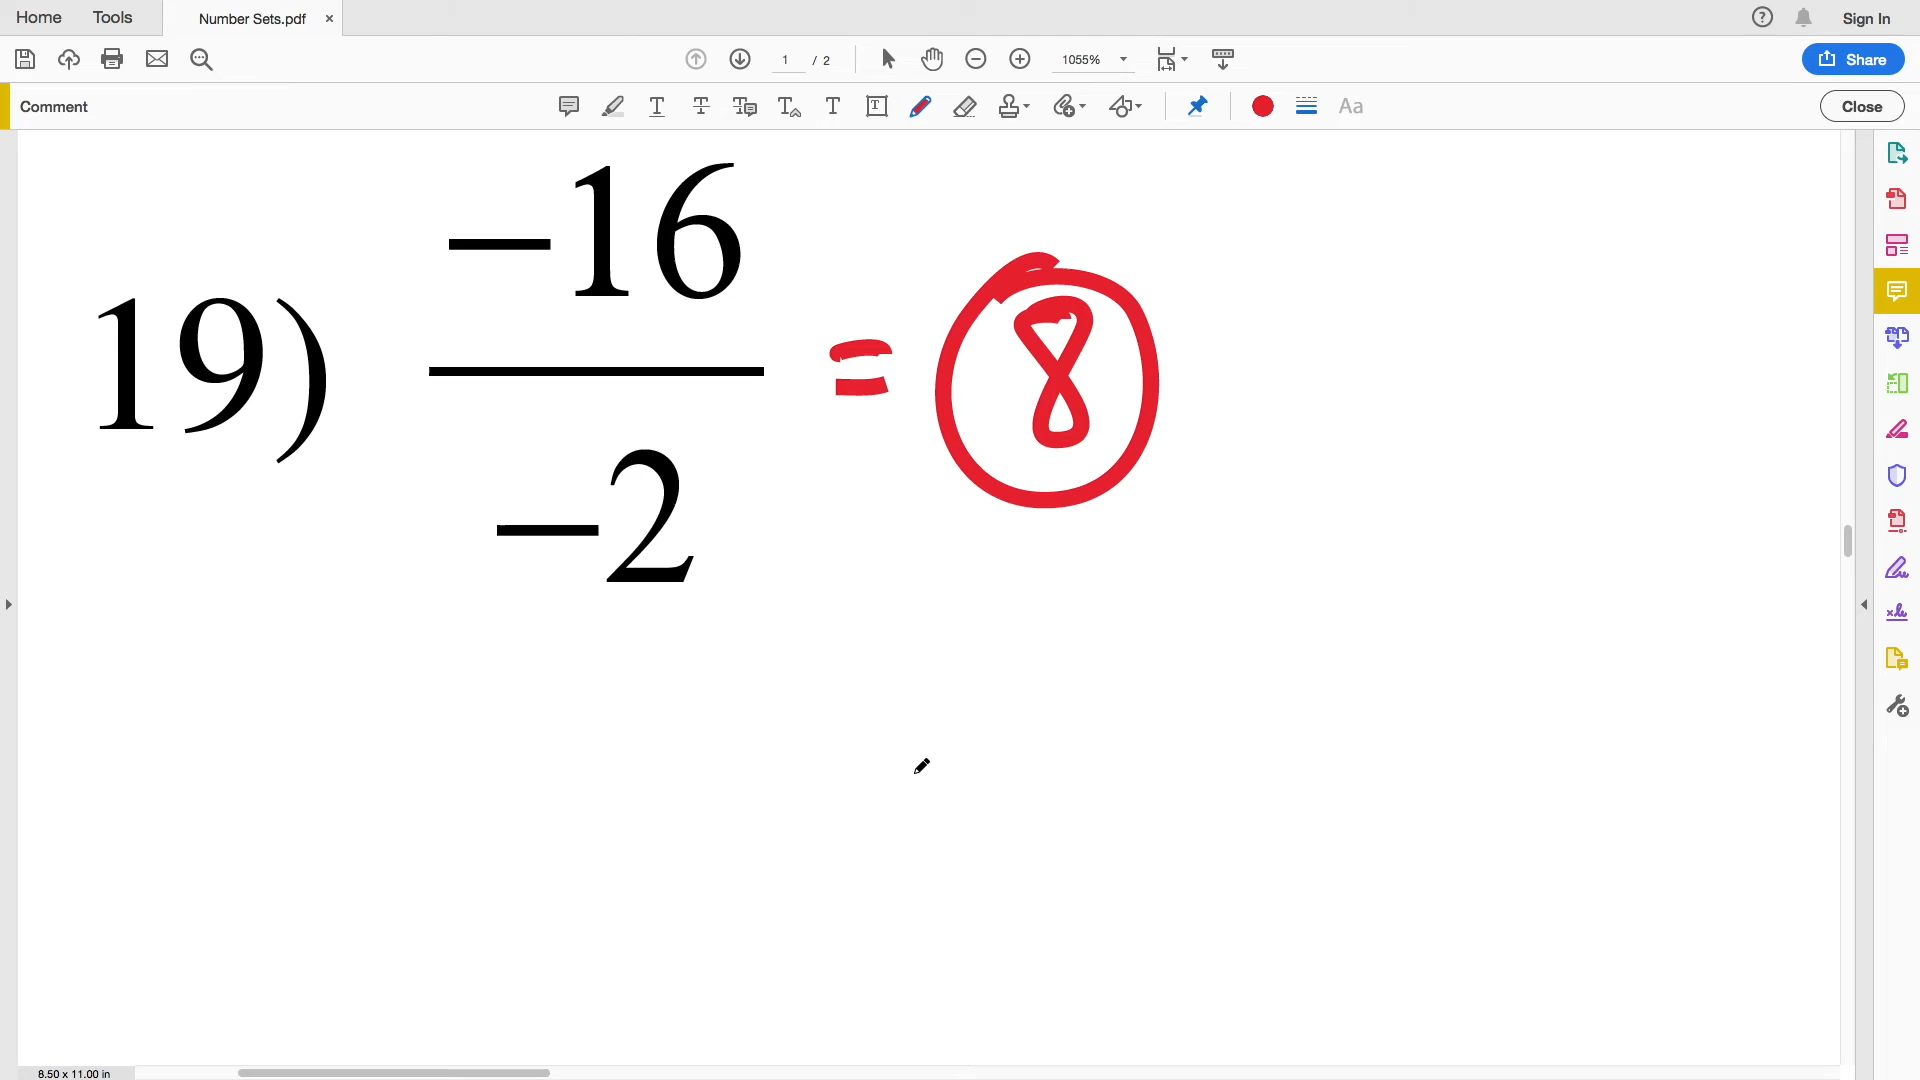 Home Tools Number Sets.pdf × Sign In
1 / 2 1055% Share
Comment Aa Close
−16
19) = 8
−2
8.50 x 11.00 in